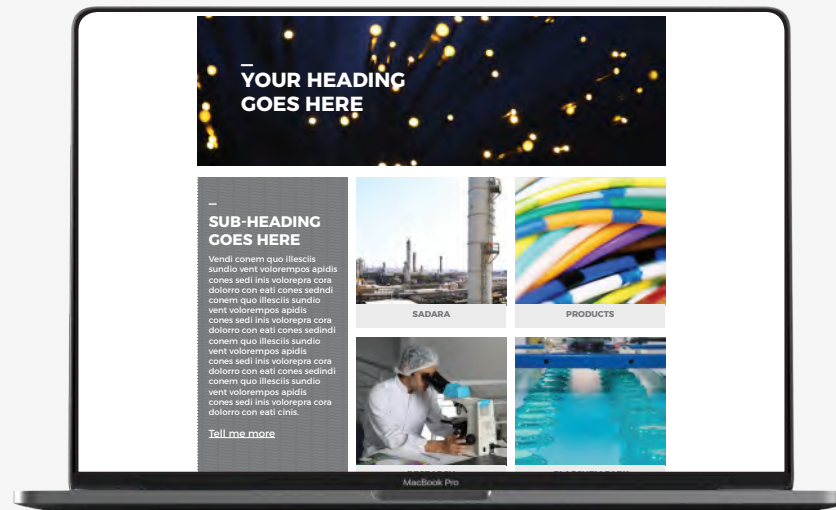 YOUR HEADING
GOES HERE
SUB-HEADING
GOES HERE
Vendi conem quo illesciis
sundio vent volorempos apidis
cones sedi inis volorepra cora
dolorro con eati cones sedndi
conem quo illesciis sundio
vent volorempos apidis
cones sedi inis volorepra cora
dolorro con eati cones sedindi
conem quo illesciis sundio
vent volorempos apidis
cones sedi inis volorepra cora
dolorro con eati cones sedindi
conem quo illesciis sundio
vent volorempos apidis
cones sedi inis volorepra cora
dolorro con eati cinis.
Tell me more
SADARA
PRODUCTS
MacBook Pro